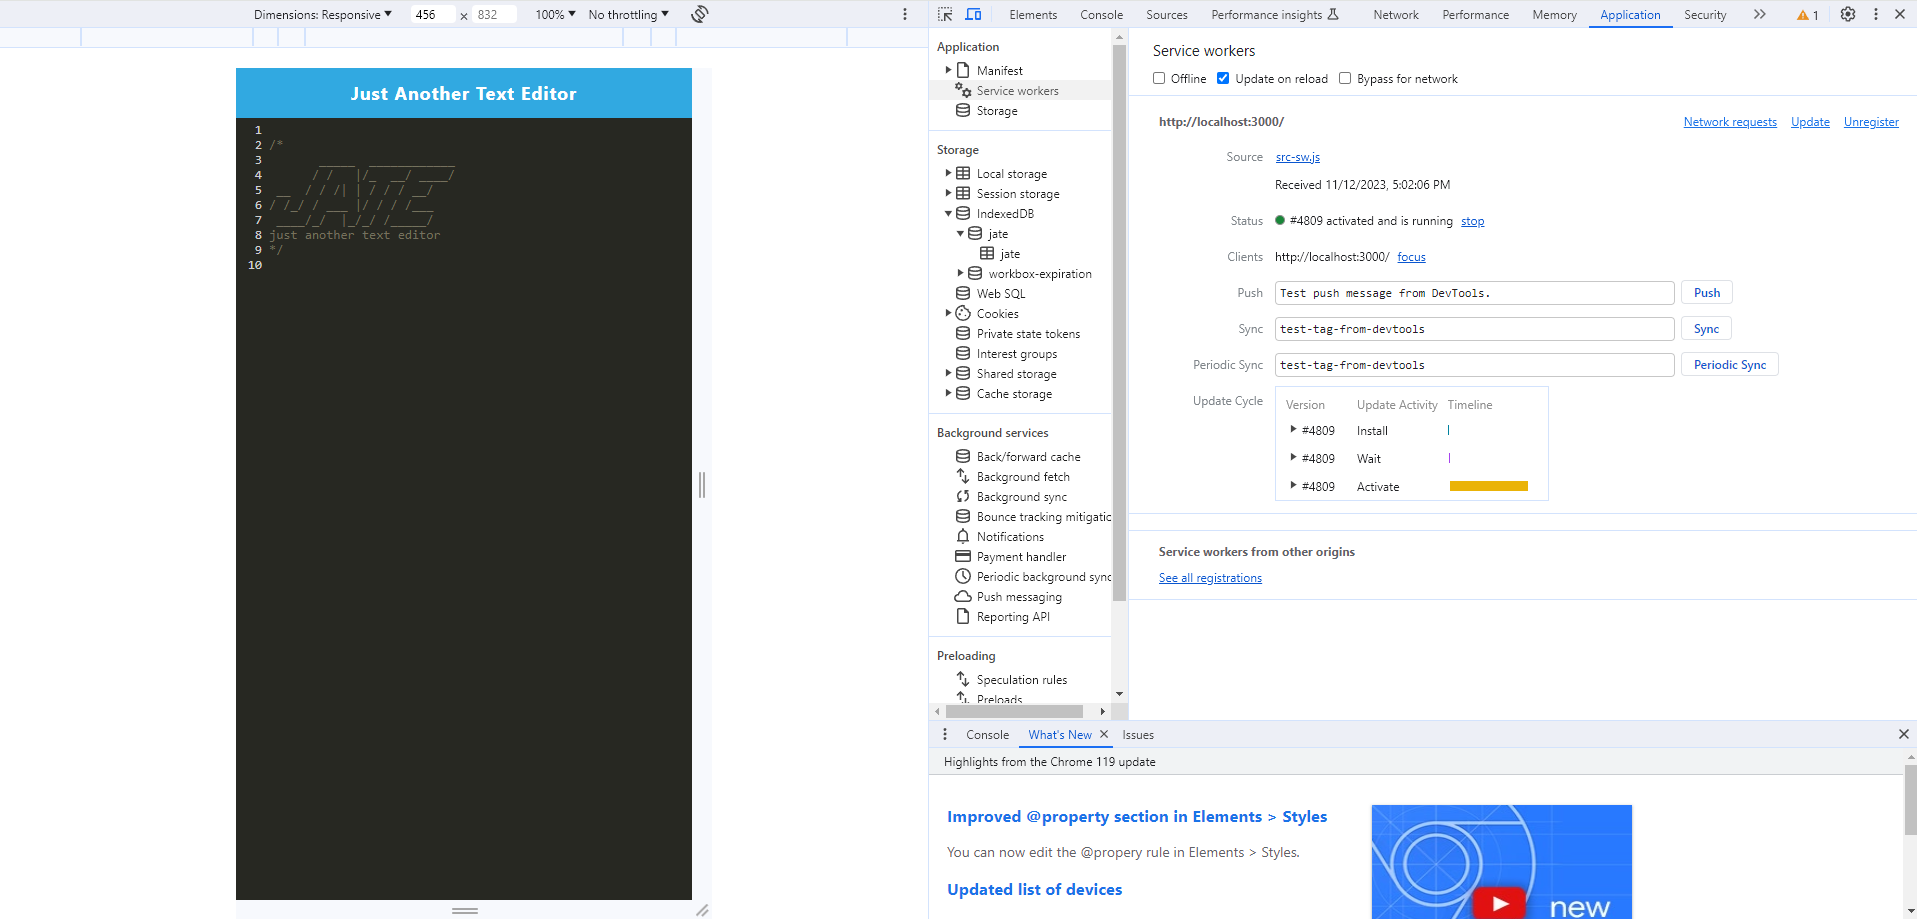 Dimensions: Responsive 456 x 832 100% No throttling
Just Another Text Editor
1
2 /*
3 _____ ____________
4 / / |/_ __/ ____/
5 __ / / /| | / / / __/
6 / /_/ / ___ |/ / / /___
7 ____/_/ |_/_/ /_____/
8 just another text editor
9 */
10
Elements Console Sources Performance insights Network Performance Memory Application Security 1
Application
Manifest
Service workers
Storage
Storage
Local storage
Session storage
IndexedDB
jate
jate
workbox-expiration
Web SQL
Cookies
Private state tokens
Interest groups
Shared storage
Cache storage
Background services
Back/forward cache
Background fetch
Background sync
Bounce tracking mitigatic
Notifications
Payment handler
Periodic background sync
Push messaging
Reporting API
Preloading
Speculation rules
Preloads
Service workers
Offline Update on reload Bypass for network
http://localhost:3000/ Network requests Update Unregister
Source src-sw.js
Received 11/12/2023, 5:02:06 PM
Status #4809 activated and is running stop
Clients http://localhost:3000/ focus
Push Test push message from DevTools. Push
Sync test-tag-from-devtools Sync
Periodic Sync test-tag-from-devtools Periodic Sync
Update Cycle Version Update Activity Timeline
#4809 Install
#4809 Wait
#4809 Activate
Service workers from other origins
See all registrations
Console What's New Issues
Highlights from the Chrome 119 update
Improved @property section in Elements > Styles
You can now edit the @propery rule in Elements > Styles.
Updated list of devices
new